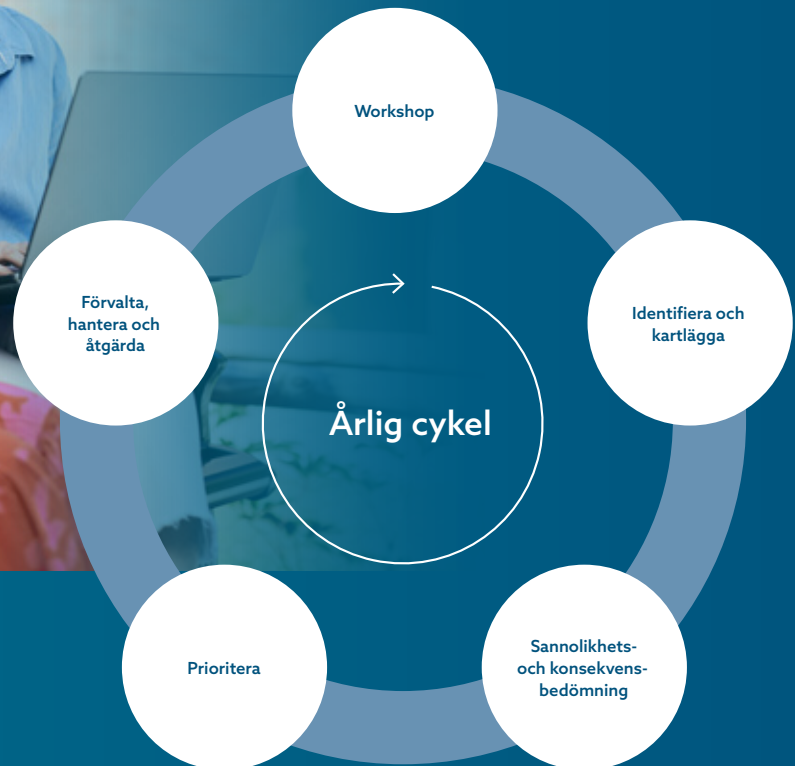 Workshop
Identifiera och
kartlägga
Sannolikhets-
och konsekvens-
bedömning
Prioritera
Förvalta,
hantera och
åtgärda
Årlig cykel